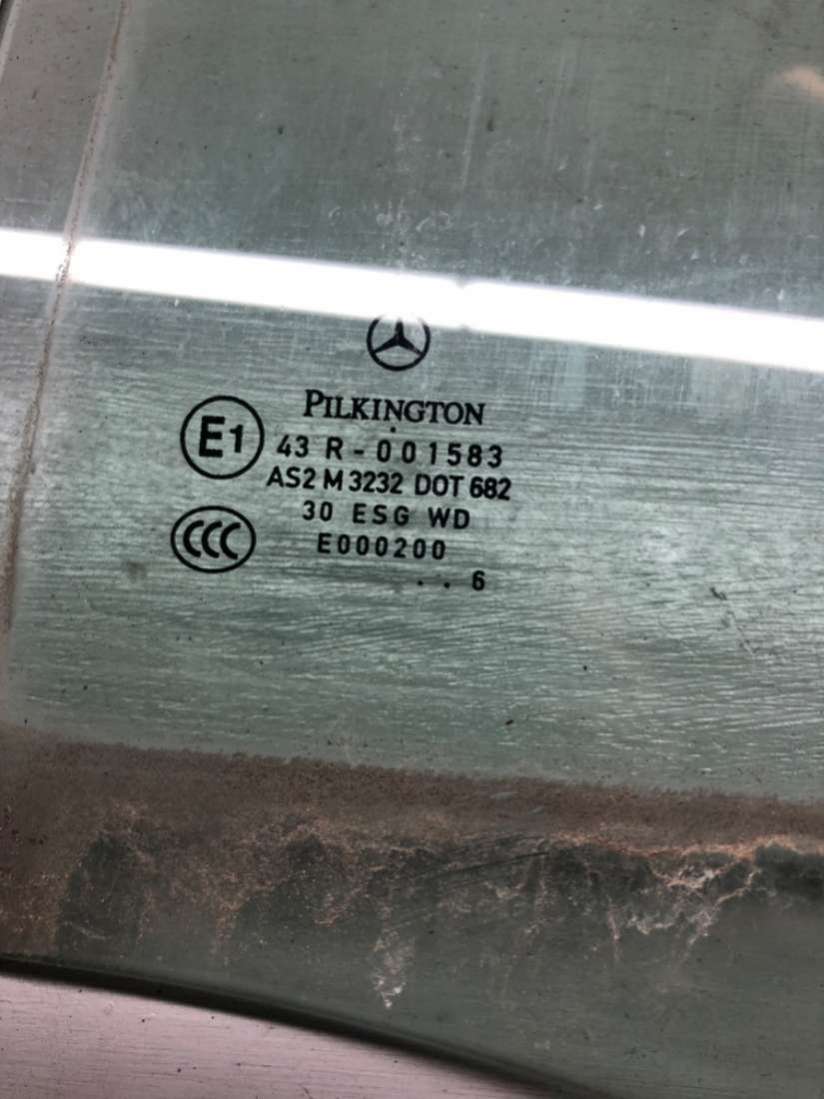 PILKINGTON
E1 43 R - 001583
AS2 M 3232 DOT 682
30 ESG WD
CCC E000200
. . 6